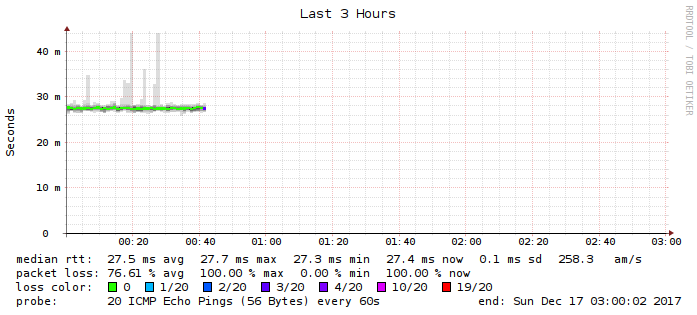 Last 3 Hours
RRDTOOL / TOBI OETIKER
Seconds
40 m
30 m
20 m
10 m
0
00:20 00:40 01:00 01:20 01:40 02:00 02:20 02:40 03:00
median rtt: 27.5 ms avg 27.7 ms max 27.3 ms min 27.4 ms now 0.1 ms sd 258.3 am/s
packet loss: 76.61 % avg 100.00 % max 0.00 % min 100.00 % now
loss color: 0 1/20 2/20 3/20 4/20 10/20 19/20
probe: 20 ICMP Echo Pings (56 Bytes) every 60s end: Sun Dec 17 03:00:02 2017